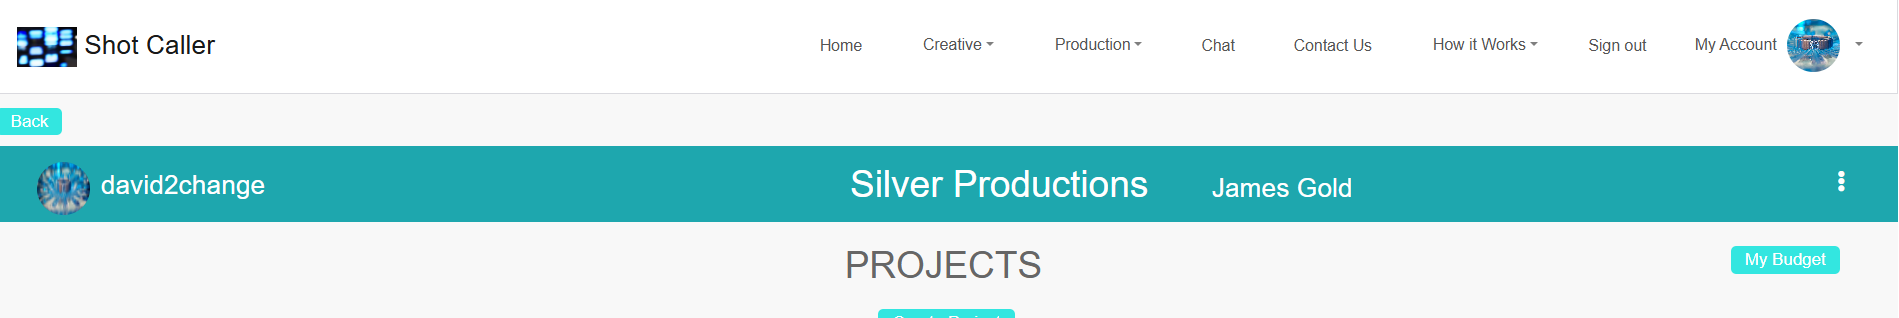 Shot Caller
Home Creative Production Chat Contact Us How it Works Sign out My Account
Back
david2change Silver Productions James Gold
PROJECTS
My Budget